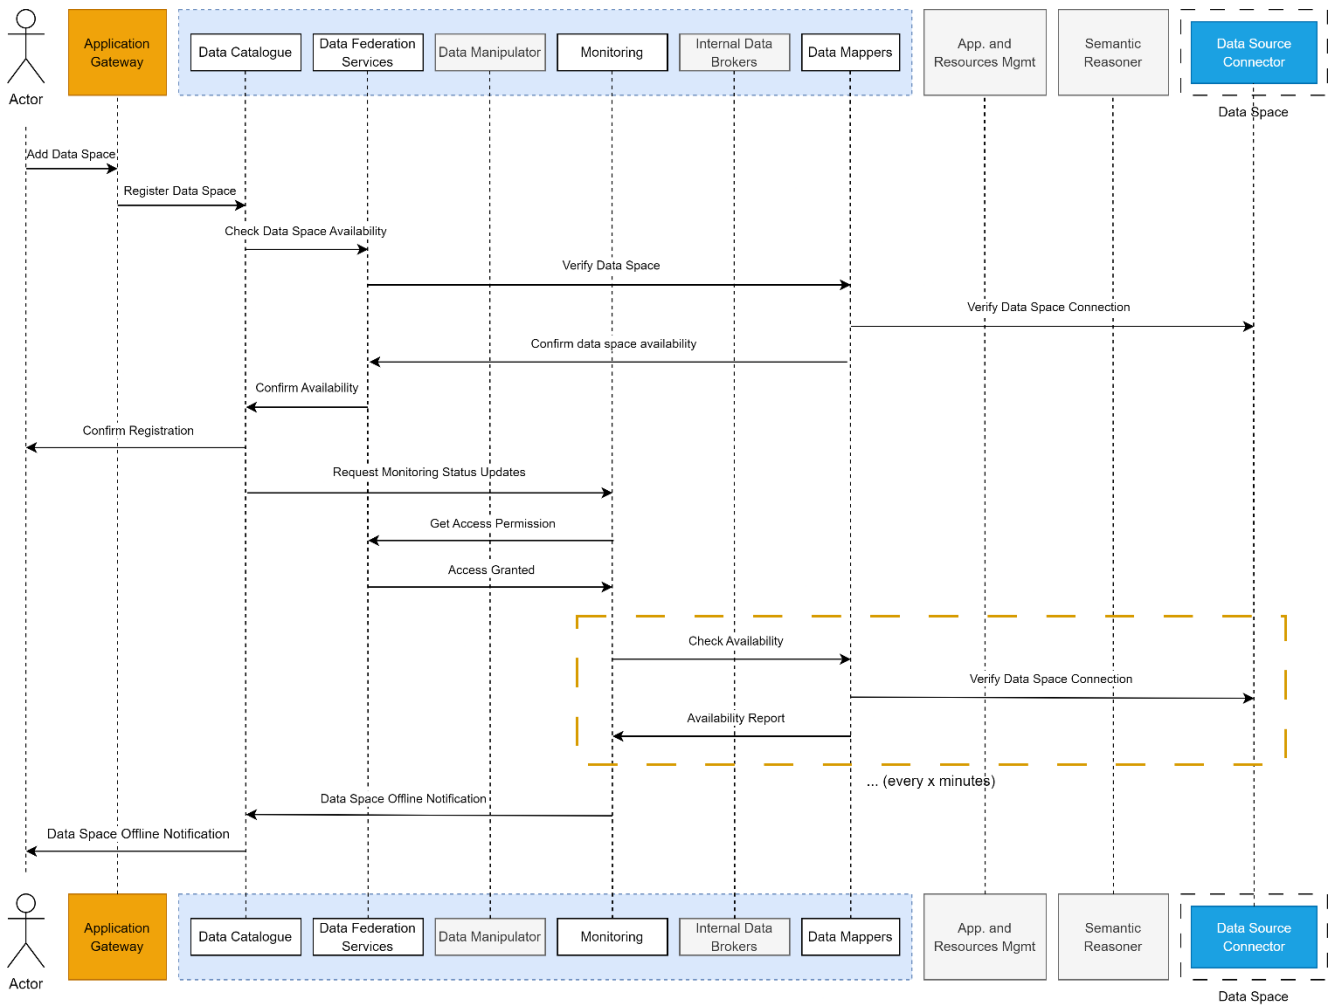 Application
Gateway
Data Catalogue
Data Federation
Services
Data Manipulator
Monitoring
Internal Data
Brokers
Data Mappers
App. and
Resources Mgmt
Semantic
Reasoner
Data Source
Connector
Actor
Data Space
Add Data Space
Register Data Space
Check Data Space Availability
Verify Data Space
Verify Data Space Connection
Confirm data space availability
Confirm Availability
Confirm Registration
Request Monitoring Status Updates
Get Access Permission
Access Granted
Check Availability
Verify Data Space Connection
Availability Report
... (every x minutes)
Data Space Offline Notification
Data Space Offline Notification
Application
Gateway
Data Catalogue
Data Federation
Services
Data Manipulator
Monitoring
Internal Data
Brokers
Data Mappers
App. and
Resources Mgmt
Semantic
Reasoner
Data Source
Connector
Actor
Data Space